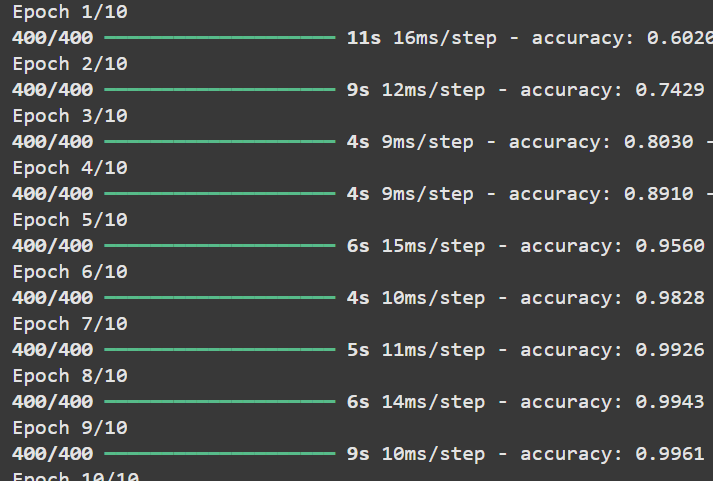 Epoch 1/10
400/400 ━━━━━━━━━━━━━━━━━━━━ 11s 16ms/step - accuracy: 0.6020
Epoch 2/10
400/400 ━━━━━━━━━━━━━━━━━━━━ 9s 12ms/step - accuracy: 0.7429
Epoch 3/10
400/400 ━━━━━━━━━━━━━━━━━━━━ 4s 9ms/step - accuracy: 0.8030 -
Epoch 4/10
400/400 ━━━━━━━━━━━━━━━━━━━━ 4s 9ms/step - accuracy: 0.8910 -
Epoch 5/10
400/400 ━━━━━━━━━━━━━━━━━━━━ 6s 15ms/step - accuracy: 0.9560
Epoch 6/10
400/400 ━━━━━━━━━━━━━━━━━━━━ 4s 10ms/step - accuracy: 0.9828
Epoch 7/10
400/400 ━━━━━━━━━━━━━━━━━━━━ 5s 11ms/step - accuracy: 0.9926
Epoch 8/10
400/400 ━━━━━━━━━━━━━━━━━━━━ 6s 14ms/step - accuracy: 0.9943
Epoch 9/10
400/400 ━━━━━━━━━━━━━━━━━━━━ 9s 10ms/step - accuracy: 0.9961
Epoch 10/10